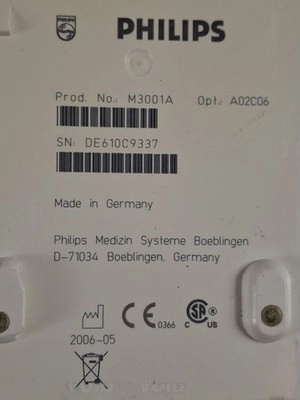 PHILIPS
Prod. No.: M3001A Opt.: A02C06
SN: DE610C9337
Made in Germany
Philips Medizin Systeme Boeblingen
D-71034 Boeblingen, Germany
CE 0366 C SA ® US
2006-05